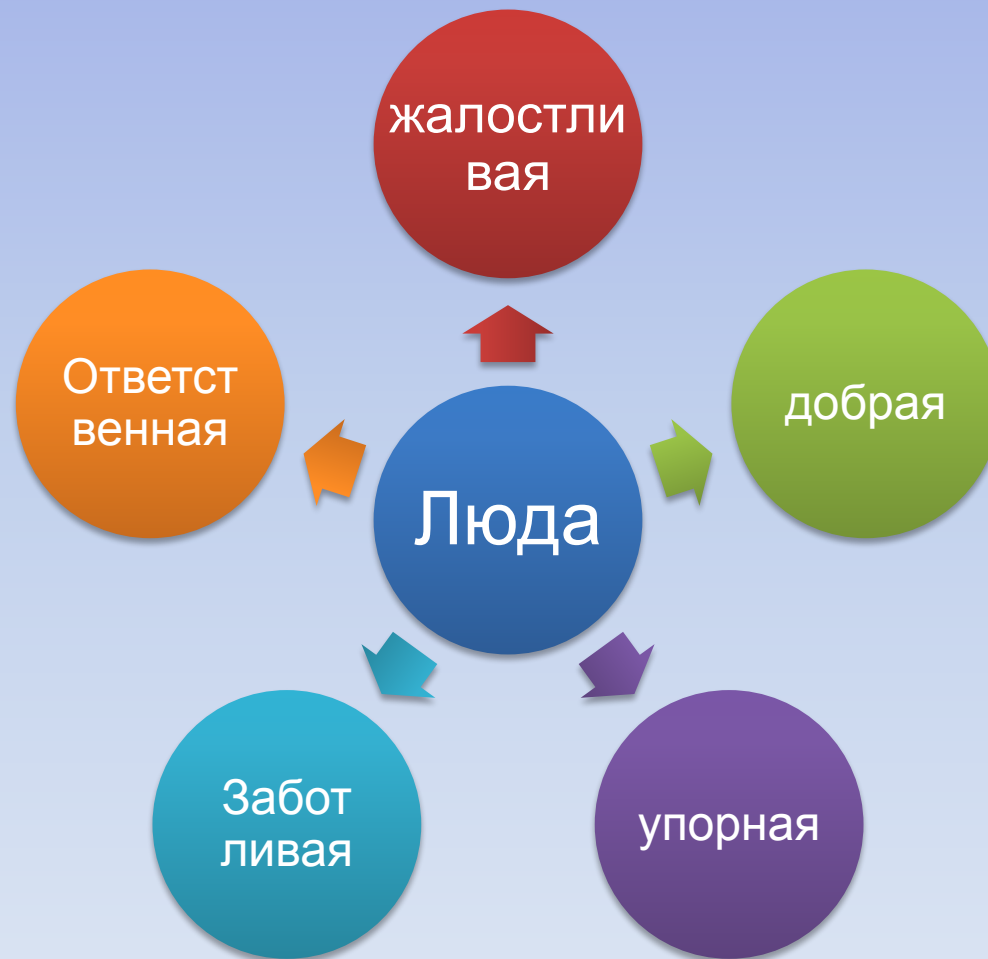 жалостли
вая
Ответст
венная
добрая
Люда
Забот
ливая
упорная